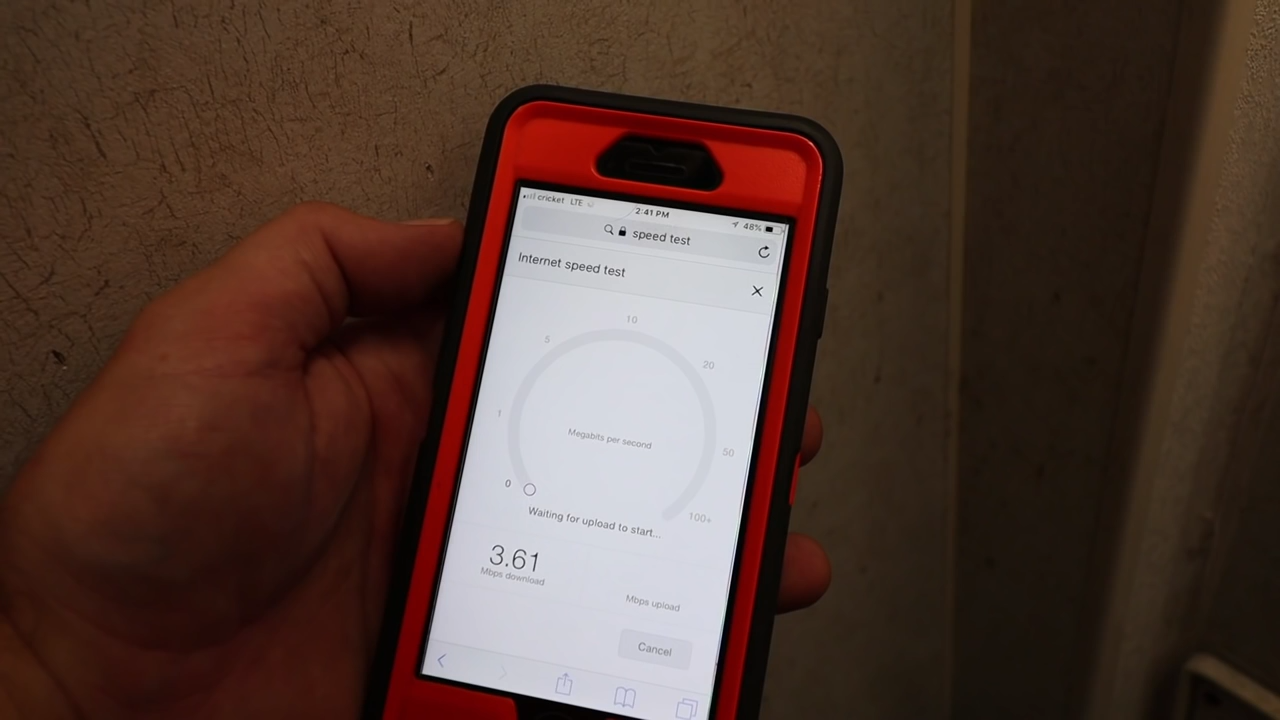 cricket LTE 2:41 PM 48%
speed test
Internet speed test
10
5 20
1
Megabits per second
50
0
100+
Waiting for upload to start...
3.61
Mbps download
Mbps upload
Cancel